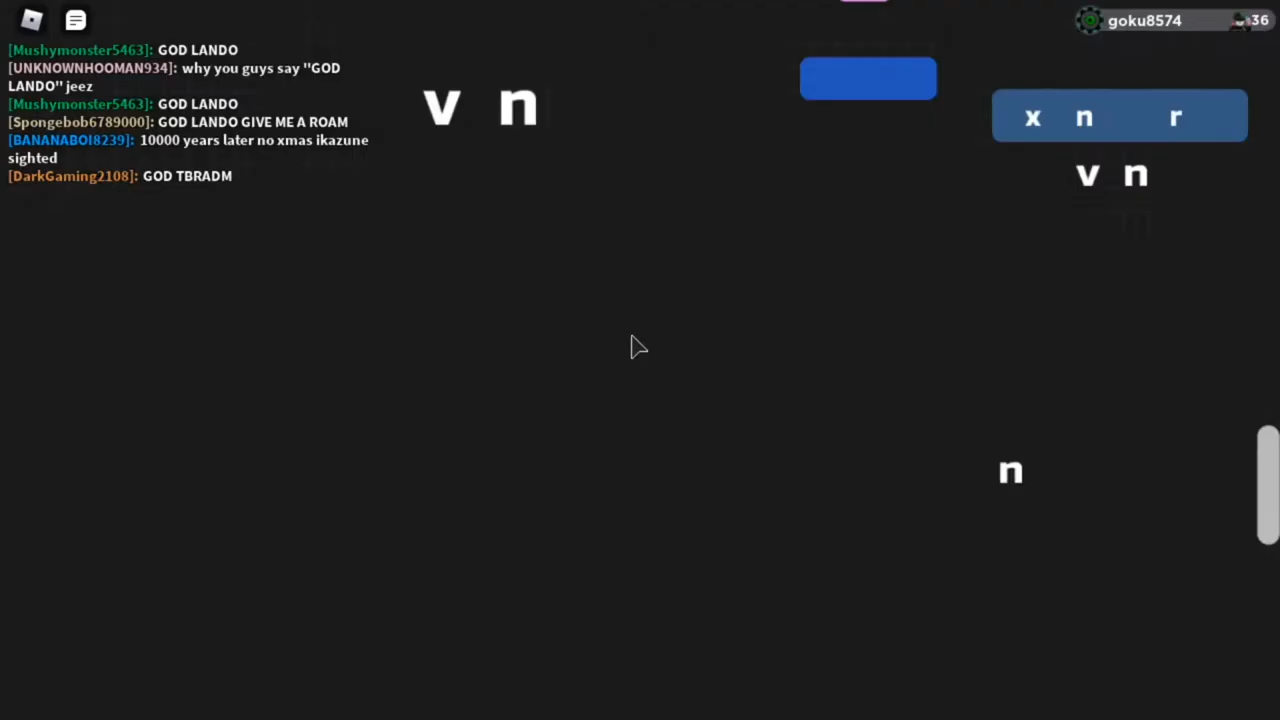 goku8574 36
[Mushymonster5463]: GOD LANDO
[UNKNOWNHOOMAN934]: why you guys say "GOD
LANDO" jeez
[Mushymonster5463]: GOD LANDO
[Spongebob6789000]: GOD LANDO GIVE ME A ROAM
[BANANABOI8239]: 10000 years later no xmas ikazune
sighted
[DarkGaming2108]: GOD TBRADM
v n
x n r
v n
n